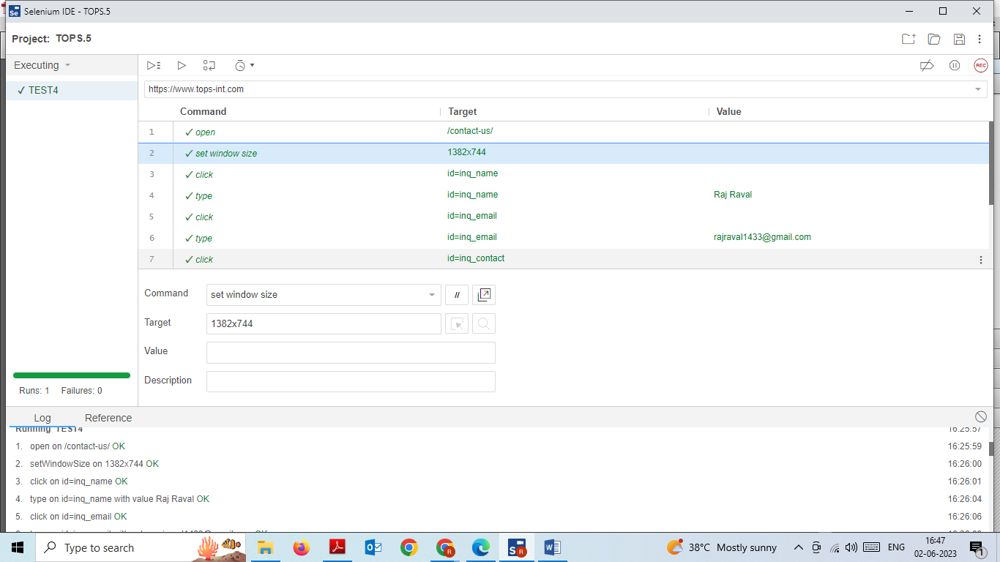 Selenium IDE - TOPS.5
Project: TOPS.5
Executing
✓ TEST4
https://www.tops-int.com
Command Target Value
1 ✓ open /contact-us/
2 ✓ set window size 1382x744
3 ✓ click id=inq_name
4 ✓ type id=inq_name Raj Raval
5 ✓ click id=inq_email
6 ✓ type id=inq_email rajraval1433@gmail.com
7 ✓ click id=inq_contact
Command set window size //
Target 1382x744
Value
Description
Runs: 1 Failures: 0
Log Reference
Running 'TEST4' 16:25:57
1. open on /contact-us/ OK 16:25:59
2. setWindowSize on 1382x744 OK 16:26:00
3. click on id=inq_name OK 16:26:01
4. type on id=inq_name with value Raj Raval OK 16:26:04
5. click on id=inq_email OK 16:26:06
REC
Type to search
38°C Mostly sunny
ENG
16:47
02-06-2023
1